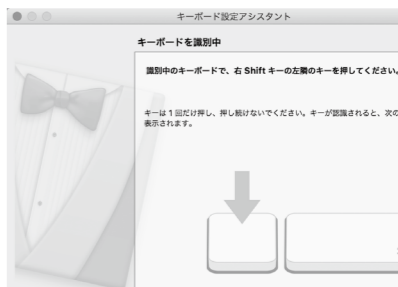 キーボード設定アシスタント
キーボードを識別中
識別中のキーボードで、右 Shift キーの左隣のキーを押してください。
キーは 1 回だけ押し、押し続けないでください。キーが認識されると、次の
表示されます。